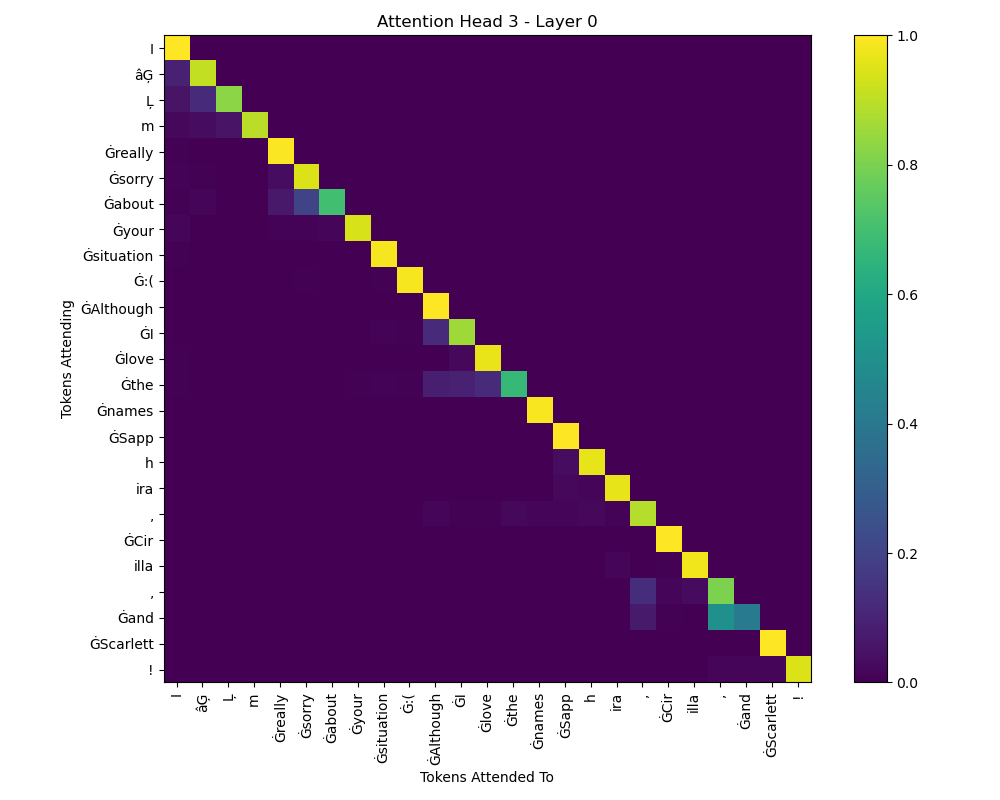 Attention Head 3 - Layer 0
I
âĢ
Ļ
m
Ġreally
Ġsorry
Ġabout
Ġyour
Ġsituation
Ġ:(
ĠAlthough
ĠI
Ġlove
Ġthe
Ġnames
ĠSapp
h
ira
,
ĠCir
illa
,
Ġand
ĠScarlett
!
Tokens Attending
I
âĢ
Ļ
m
Ġreally
Ġsorry
Ġabout
Ġyour
Ġsituation
Ġ:(
ĠAlthough
ĠI
Ġlove
Ġthe
Ġnames
ĠSapp
h
ira
,
ĠCir
illa
,
Ġand
ĠScarlett
!
Tokens Attended To
1.0
0.8
0.6
0.4
0.2
0.0